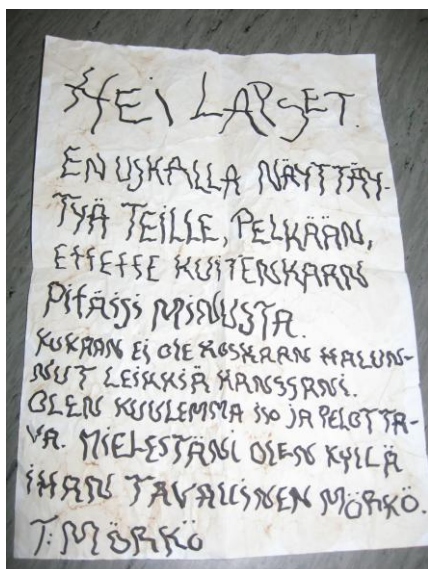 HEI LAPSET.
EN USKALLA NÄYTTÄY-
TYÄ TEILLE, PELKÄÄN,
ETTETTE KUITENKAAN
PITÄISI MINUSTA.
KUKAAN EI OLE KOSKAAN HALUN-
NUT LEIKKIÄ KANSSANI.
OLEN KUULEMMA ISO JA PELOTTA-
VA. MIELESTÄNI OLEN KYLLÄ
IHAN TAVALLINEN MÖRKÖ.
T: MÖRKÖ